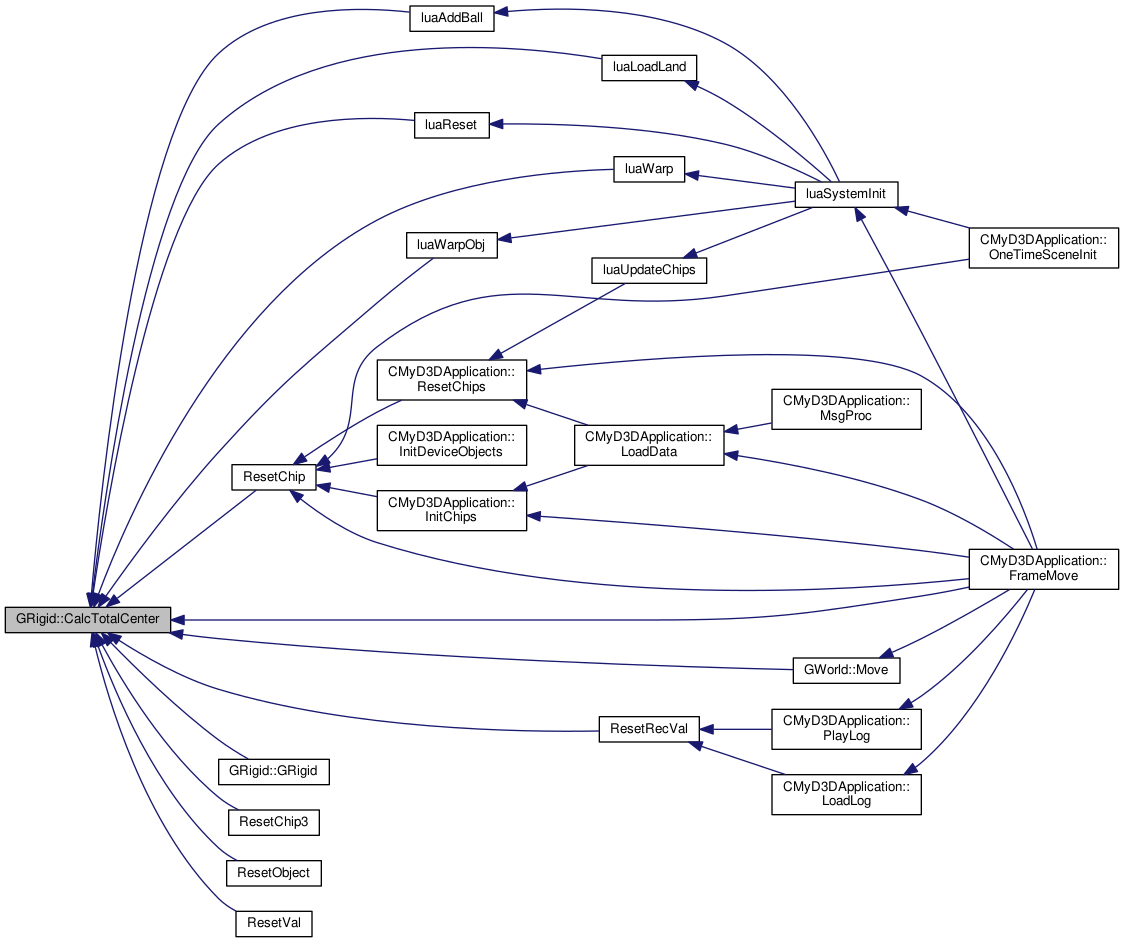 luaAddBall
luaLoadLand
luaReset
luaWarp
luaSystemInit
luaWarpObj
CMyD3DApplication::
OneTimeSceneInit
luaUpdateChips
CMyD3DApplication::
ResetChips
CMyD3DApplication::
MsgProc
CMyD3DApplication::
InitDeviceObjects
CMyD3DApplication::
LoadData
ResetChip
CMyD3DApplication::
InitChips
CMyD3DApplication::
FrameMove
GRigid::CalcTotalCenter
GWorld::Move
ResetRecVal
CMyD3DApplication::
PlayLog
GRigid::GRigid
CMyD3DApplication::
LoadLog
ResetChip3
ResetObject
ResetVal